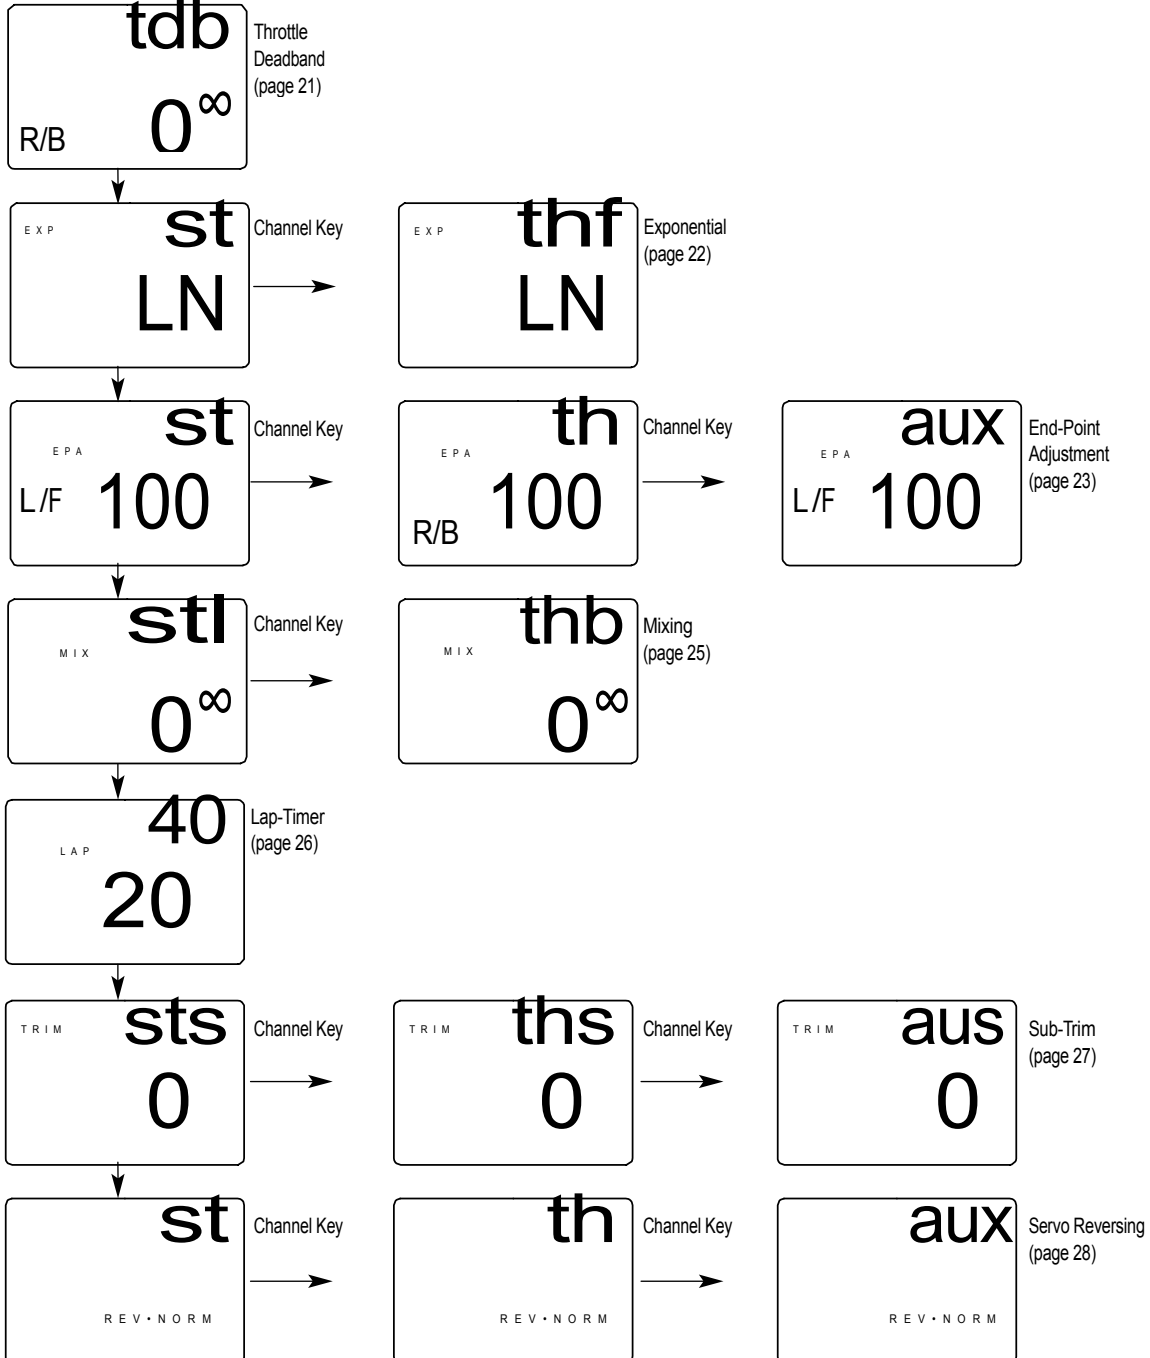 tdb
0∞
R/B
Throttle
Deadband
(page 21)
EXP
st
LN
Channel Key
EXP
thf
LN
Exponential
(page 22)
st
EPA
L/F 100
Channel Key
th
EPA
100
R/B
Channel Key
aux
EPA
L/F 100
End-Point
Adjustment
(page 23)
stl
MIX
0∞
Channel Key
thb
MIX
0∞
Mixing
(page 25)
40
LAP
20
Lap-Timer
(page 26)
TRIM
sts
0
Channel Key
TRIM
ths
0
Channel Key
TRIM
aus
0
Sub-Trim
(page 27)
st
REV•NORM
Channel Key
th
REV•NORM
Channel Key
aux
REV•NORM
Servo Reversing
(page 28)